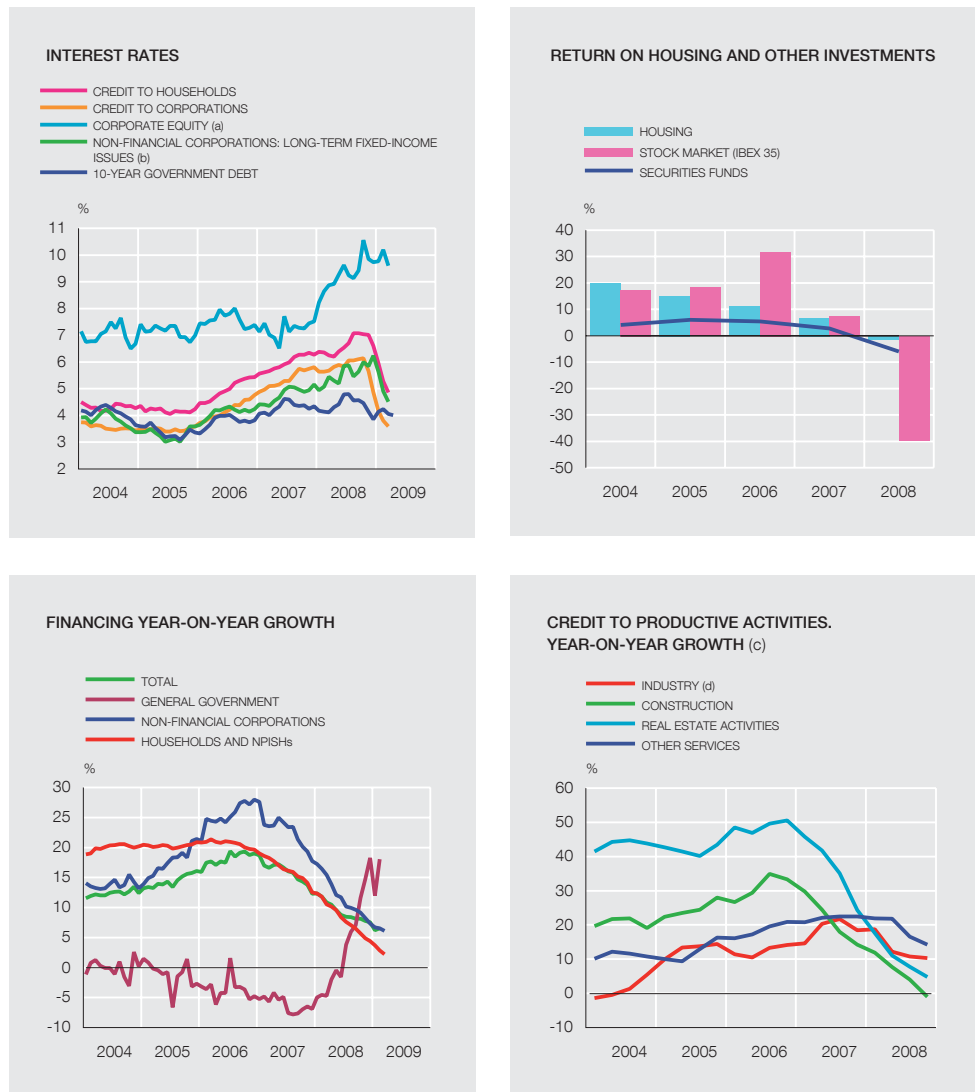 INTEREST RATES
CREDIT TO HOUSEHOLDS
CREDIT TO CORPORATIONS
CORPORATE EQUITY (a)
NON-FINANCIAL CORPORATIONS: LONG-TERM FIXED-INCOME
ISSUES (b)
10-YEAR GOVERNMENT DEBT
%
11
10
9
8
7
6
5
4
3
2
2004 2005 2006 2007 2008 2009
RETURN ON HOUSING AND OTHER INVESTMENTS
HOUSING
STOCK MARKET (IBEX 35)
SECURITIES FUNDS
%
40
30
20
10
0
-10
-20
-30
-40
-50
2004 2005 2006 2007 2008
FINANCING YEAR-ON-YEAR GROWTH
TOTAL
GENERAL GOVERNMENT
NON-FINANCIAL CORPORATIONS
HOUSEHOLDS AND NPISHs
%
30
25
20
15
10
5
0
-5
-10
2004 2005 2006 2007 2008 2009
CREDIT TO PRODUCTIVE ACTIVITIES.
YEAR-ON-YEAR GROWTH (c)
INDUSTRY (d)
CONSTRUCTION
REAL ESTATE ACTIVITIES
OTHER SERVICES
%
60
50
40
30
20
10
0
-10
2004 2005 2006 2007 2008